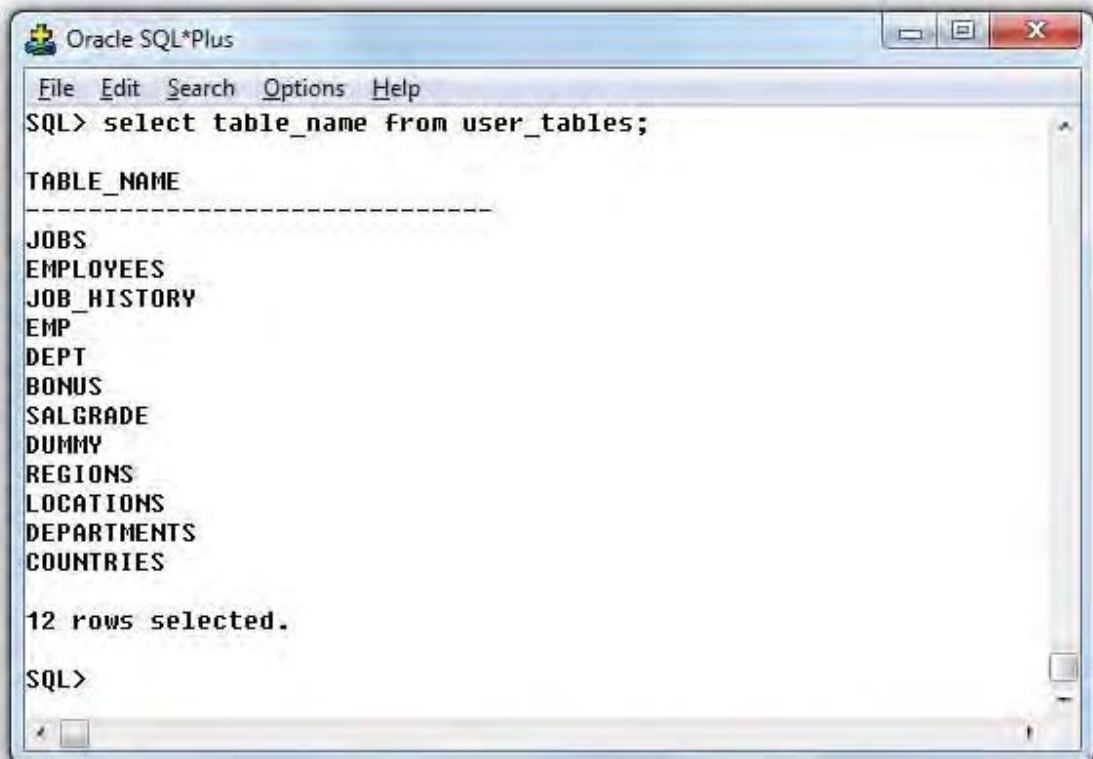 Oracle SQL*Plus
File Edit Search Options Help
SQL> select table_name from user_tables;
TABLE_NAME
------------------------------
JOBS
EMPLOYEES
JOB_HISTORY
EMP
DEPT
BONUS
SALGRADE
DUMMY
REGIONS
LOCATIONS
DEPARTMENTS
COUNTRIES
12 rows selected.
SQL>